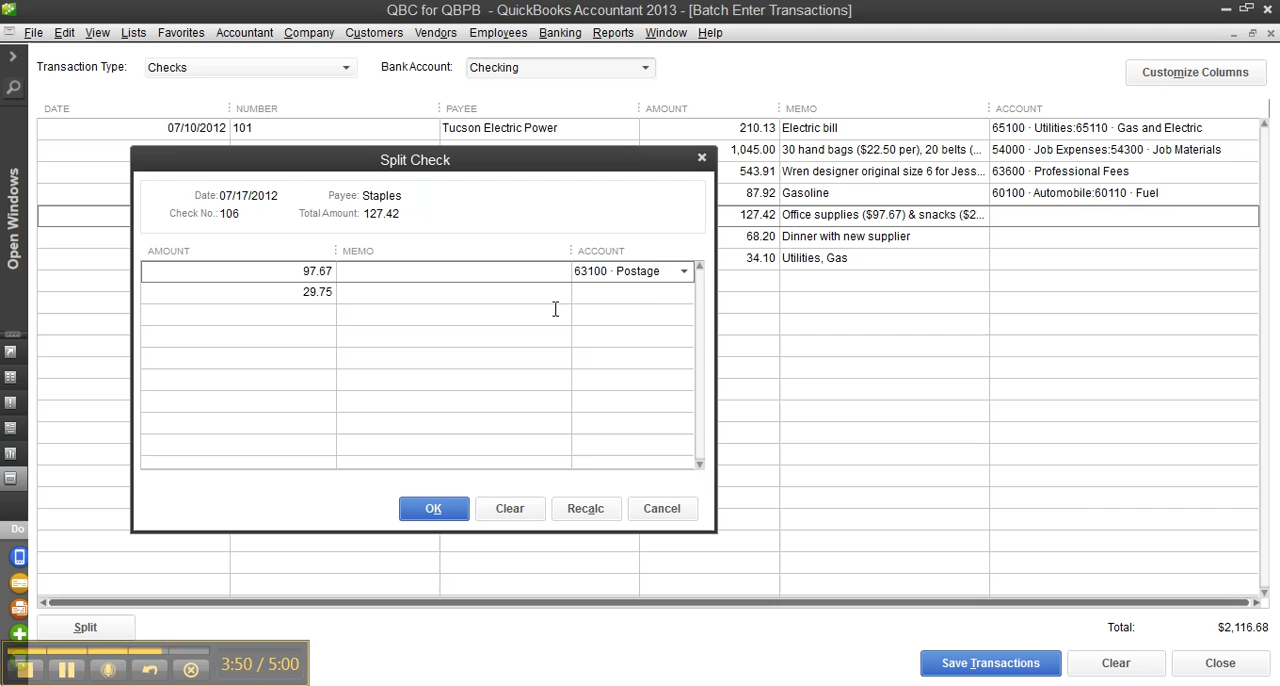 QBC for QBPB - QuickBooks Accountant 2013 - [Batch Enter Transactions]
File Edit View Lists Favorites Accountant Company Customers Vendors Employees Banking Reports Window Help
Transaction Type: Checks Bank Account: Checking Customize Columns
DATE NUMBER PAYEE AMOUNT MEMO ACCOUNT
07/10/2012 101 Tucson Electric Power 210.13 Electric bill 65100 · Utilities:65110 · Gas and Electric
1,045.00 30 hand bags ($22.50 per), 20 belts (... 54000 · Job Expenses:54300 · Job Materials
543.91 Wren designer original size 6 for Jess... 63600 · Professional Fees
87.92 Gasoline 60100 · Automobile:60110 · Fuel
127.42 Office supplies ($97.67) & snacks ($2...
68.20 Dinner with new supplier
34.10 Utilities, Gas
Split Check
Date: 07/17/2012 Payee: Staples
Check No.: 106 Total Amount: 127.42
AMOUNT MEMO ACCOUNT
97.67 63100 · Postage
29.75
OK Clear Recalc Cancel
Open Windows
Do
Split Total: $2,116.68
Save Transactions Clear Close
3:50 / 5:00